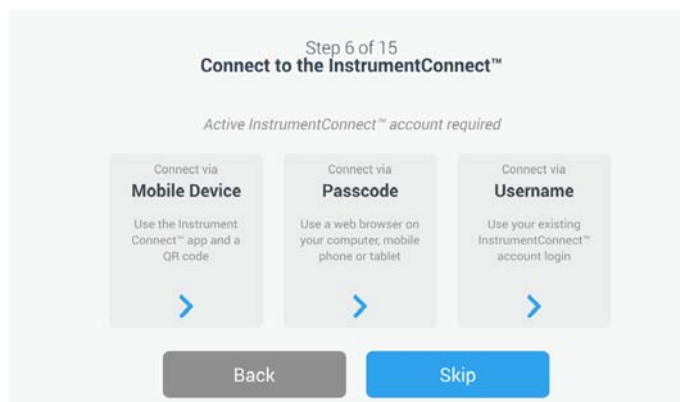 Step 6 of 15
Connect to the InstrumentConnect™
Active InstrumentConnect™ account required
Connect via
Mobile Device
Use the Instrument
Connect™ app and a
QR code
Connect via
Passcode
Use a web browser on
your computer, mobile
phone or tablet
Connect via
Username
Use your existing
InstrumentConnect™
account login
Back
Skip